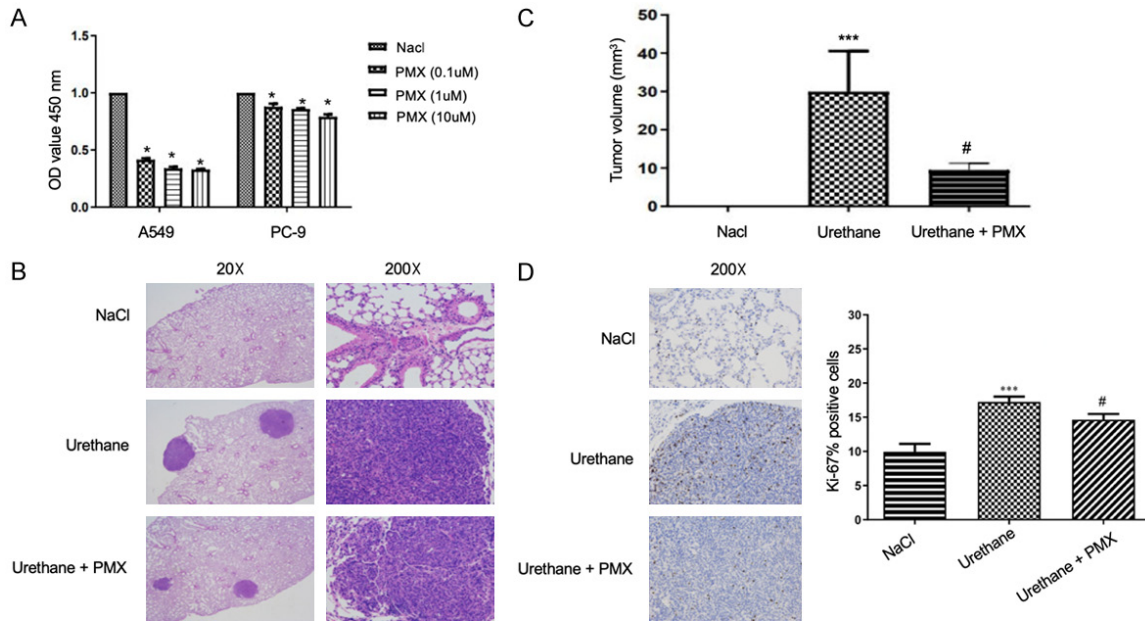 A
OD value 450 nm
1.5
1.0
0.5
0.0
A549
PC-9
*
*
*
*
*
*
Nacl
PMX (0.1uM)
PMX (1uM)
PMX (10uM)
C
Tumor volume (mm³)
50
40
30
20
10
0
***
#
Nacl
Urethane
Urethane + PMX
B
20X
200X
NaCl
Urethane
Urethane + PMX
D
200X
NaCl
Urethane
Urethane + PMX
Ki-67% positive cells
30
25
20
15
10
5
0
***
#
NaCl
Urethane
Urethane + PMX